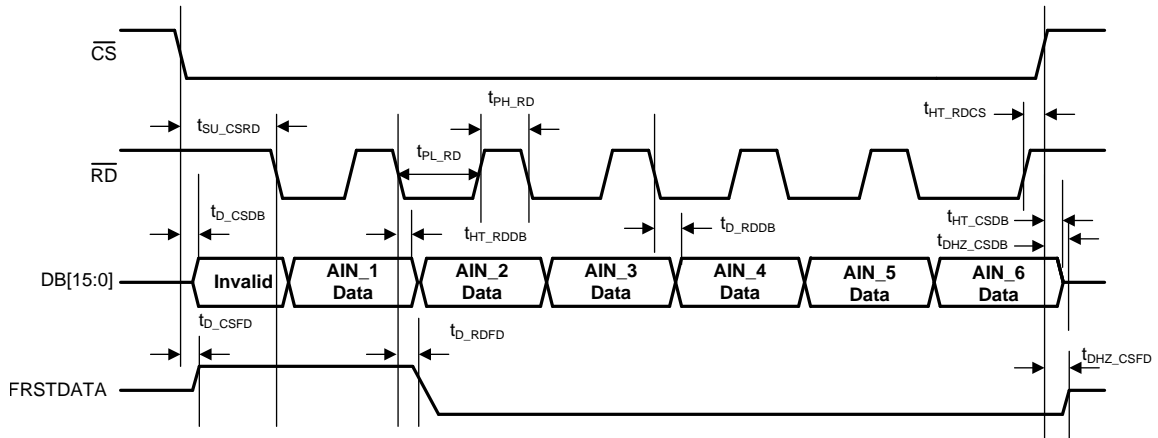 CS
tPH_RD
tHT_RDCS
tSU_CSRD
tPL_RD
RD
tD_CSDB
tHT_RDDB
tD_RDDB
tHT_CSDB
tDHZ_CSDB
DB[15:0]
Invalid
AIN_1
Data
AIN_2
Data
AIN_3
Data
AIN_4
Data
AIN_5
Data
AIN_6
Data
tD_CSFD
tD_RDFD
tDHZ_CSFD
FRSTDATA